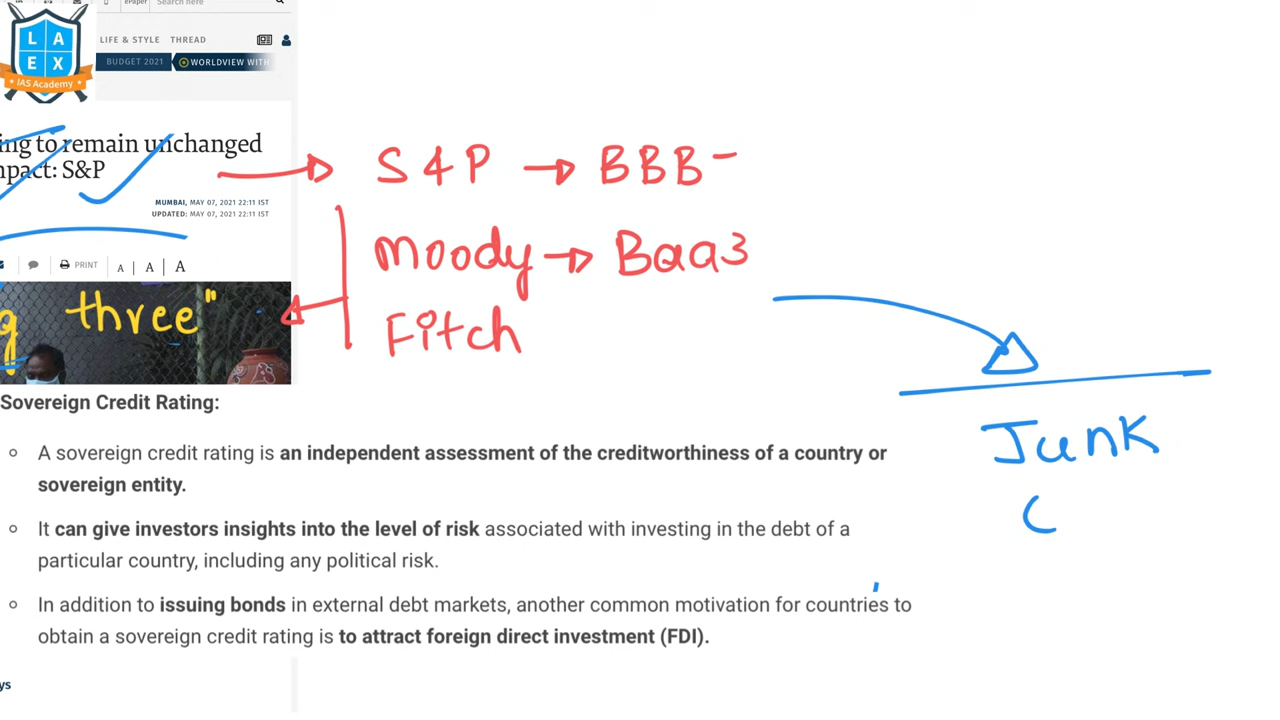 ePaper Search here
LA
EX
IAS Academy
LIFE & STYLE THREAD
BUDGET 2021 WORLDVIEW WITH
ing to remain unchanged
mpact: S&P
MUMBAI, MAY 07, 2021 22:11 IST
UPDATED: MAY 07, 2021 22:11 IST
PRINT A A A
g three"
S & P → BBB-
Moody → Baa3
Fitch
Junk
C
Sovereign Credit Rating:
A sovereign credit rating is an independent assessment of the creditworthiness of a country or
sovereign entity.
It can give investors insights into the level of risk associated with investing in the debt of a
particular country, including any political risk.
In addition to issuing bonds in external debt markets, another common motivation for countries to
obtain a sovereign credit rating is to attract foreign direct investment (FDI).
ys